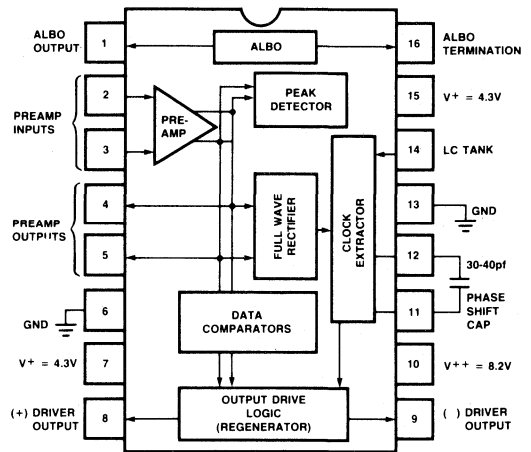 ALBO
OUTPUT
1
ALBO
16
ALBO
TERMINATION
2
PREAMP
INPUTS
3
PRE-
AMP
PEAK
DETECTOR
15
V+ = 4.3V
14
LC TANK
4
PREAMP
OUTPUTS
5
FULL WAVE
RECTIFIER
CLOCK
EXTRACTOR
13
GND
12
30-40pf
11
PHASE
SHIFT
CAP
6
GND
DATA
COMPARATORS
7
V+ = 4.3V
10
V++ = 8.2V
8
(+) DRIVER
OUTPUT
OUTPUT DRIVE
LOGIC
(REGENERATOR)
9
( ) DRIVER
OUTPUT